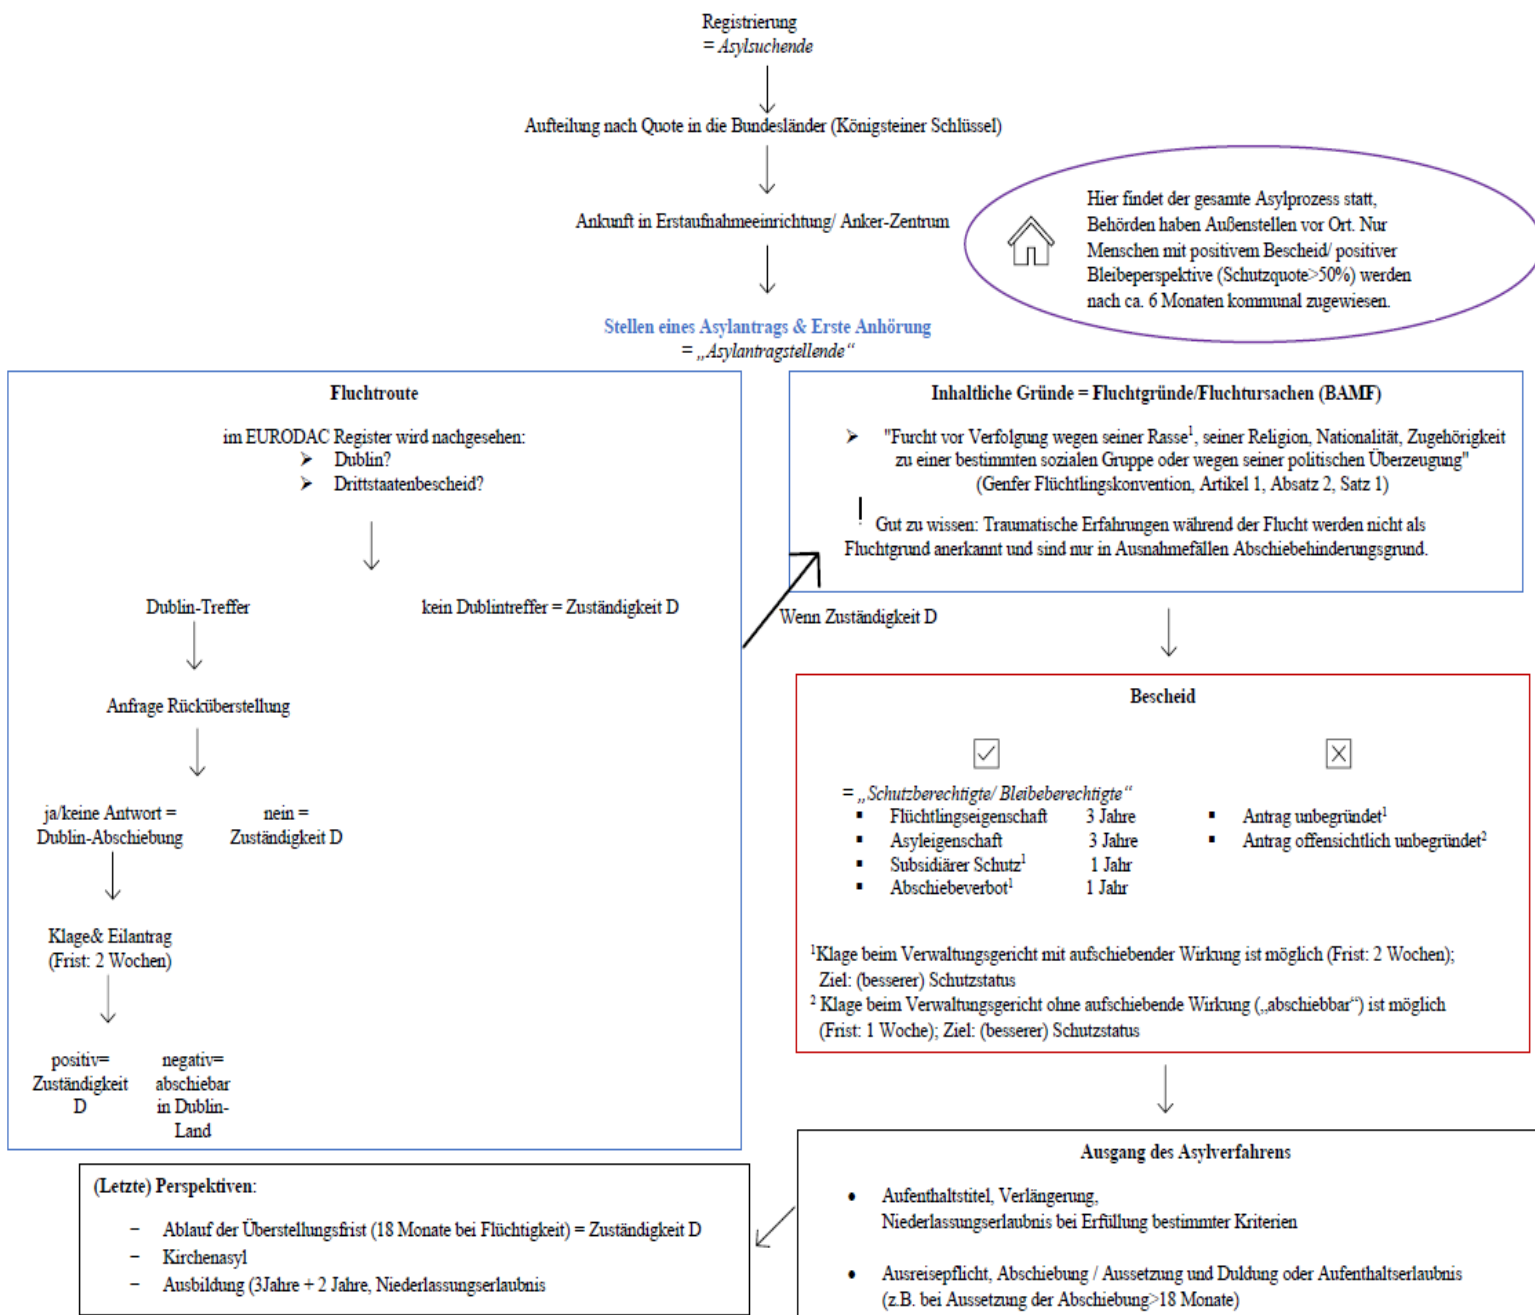 Registrierung
= Asylsuchende
Aufteilung nach Quote in die Bundesländer (Königsteiner Schlüssel)
Ankunft in Erstaufnahmeeinrichtung/ Anker-Zentrum
Hier findet der gesamte Asylprozess statt,
Behörden haben Außenstellen vor Ort. Nur
Menschen mit positivem Bescheid/ positiver
Bleibeperspektive (Schutzquote>50%) werden
nach ca. 6 Monaten kommunal zugewiesen.
Stellen eines Asylantrags & Erste Anhörung
= „Asylantragstellende“
Fluchtroute
im EURODAC Register wird nachgesehen:
➢ Dublin?
➢ Drittstaatenbescheid?
Dublin-Treffer
kein Dublintreffer = Zuständigkeit D
Anfrage Rücküberstellung
ja/keine Antwort =
Dublin-Abschiebung
nein =
Zuständigkeit D
Klage& Eilantrag
(Frist: 2 Wochen)
positiv=
Zuständigkeit
D
negativ=
abschiebar
in Dublin-
Land
Wenn Zuständigkeit D
Inhaltliche Gründe = Fluchtgründe/Fluchtursachen (BAMF)
➢ "Furcht vor Verfolgung wegen seiner Rasse¹, seiner Religion, Nationalität, Zugehörigkeit
zu einer bestimmten sozialen Gruppe oder wegen seiner politischen Überzeugung"
(Genfer Flüchtlingskonvention, Artikel 1, Absatz 2, Satz 1)
! Gut zu wissen: Traumatische Erfahrungen während der Flucht werden nicht als
Fluchtgrund anerkannt und sind nur in Ausnahmefällen Abschiebehinderungsgrund.
Bescheid
= „Schutzberechtigte/ Bleibeberechtigte“
▪ Flüchtlingseigenschaft 3 Jahre
▪ Asyleigenschaft 3 Jahre
▪ Subsidiärer Schutz¹ 1 Jahr
▪ Abschiebeverbot¹ 1 Jahr
▪ Antrag unbegründet¹
▪ Antrag offensichtlich unbegründet²
¹Klage beim Verwaltungsgericht mit aufschiebender Wirkung ist möglich (Frist: 2 Wochen);
Ziel: (besserer) Schutzstatus
² Klage beim Verwaltungsgericht ohne aufschiebende Wirkung („abschiebbar“) ist möglich
(Frist: 1 Woche); Ziel: (besserer) Schutzstatus
Ausgang des Asylverfahrens
• Aufenthaltstitel, Verlängerung,
Niederlassungserlaubnis bei Erfüllung bestimmter Kriterien
• Ausreisepflicht, Abschiebung / Aussetzung und Duldung oder Aufenthaltserlaubnis
(z.B. bei Aussetzung der Abschiebung>18 Monate)
(Letzte) Perspektiven:
− Ablauf der Überstellungsfrist (18 Monate bei Flüchtigkeit) = Zuständigkeit D
− Kirchenasyl
− Ausbildung (3Jahre + 2 Jahre, Niederlassungserlaubnis